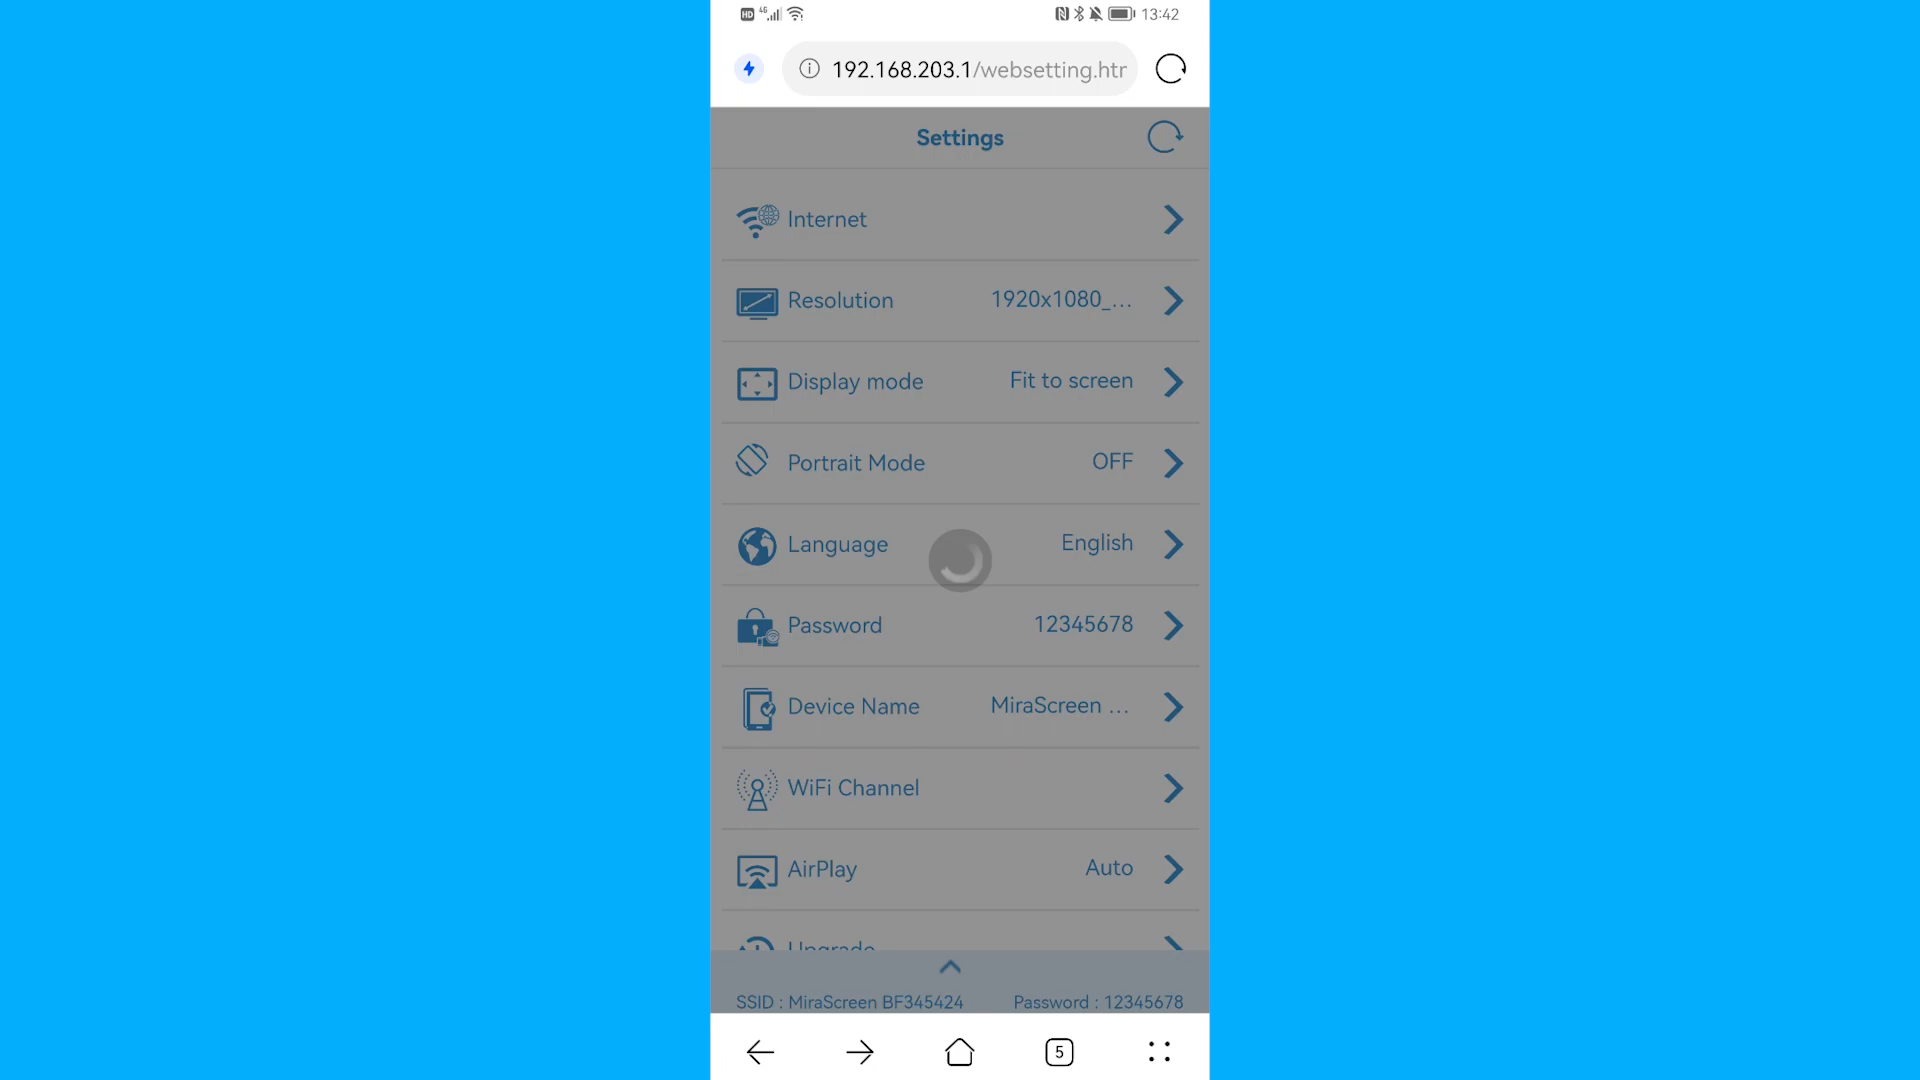 HD 4G 13:42
192.168.203.1/websetting.htr
Settings
Internet
Resolution 1920x1080_...
Display mode Fit to screen
Portrait Mode OFF
Language English
Password 12345678
Device Name MiraScreen ...
WiFi Channel
AirPlay Auto
Upgrade
SSID : MiraScreen BF345424 Password : 12345678
5